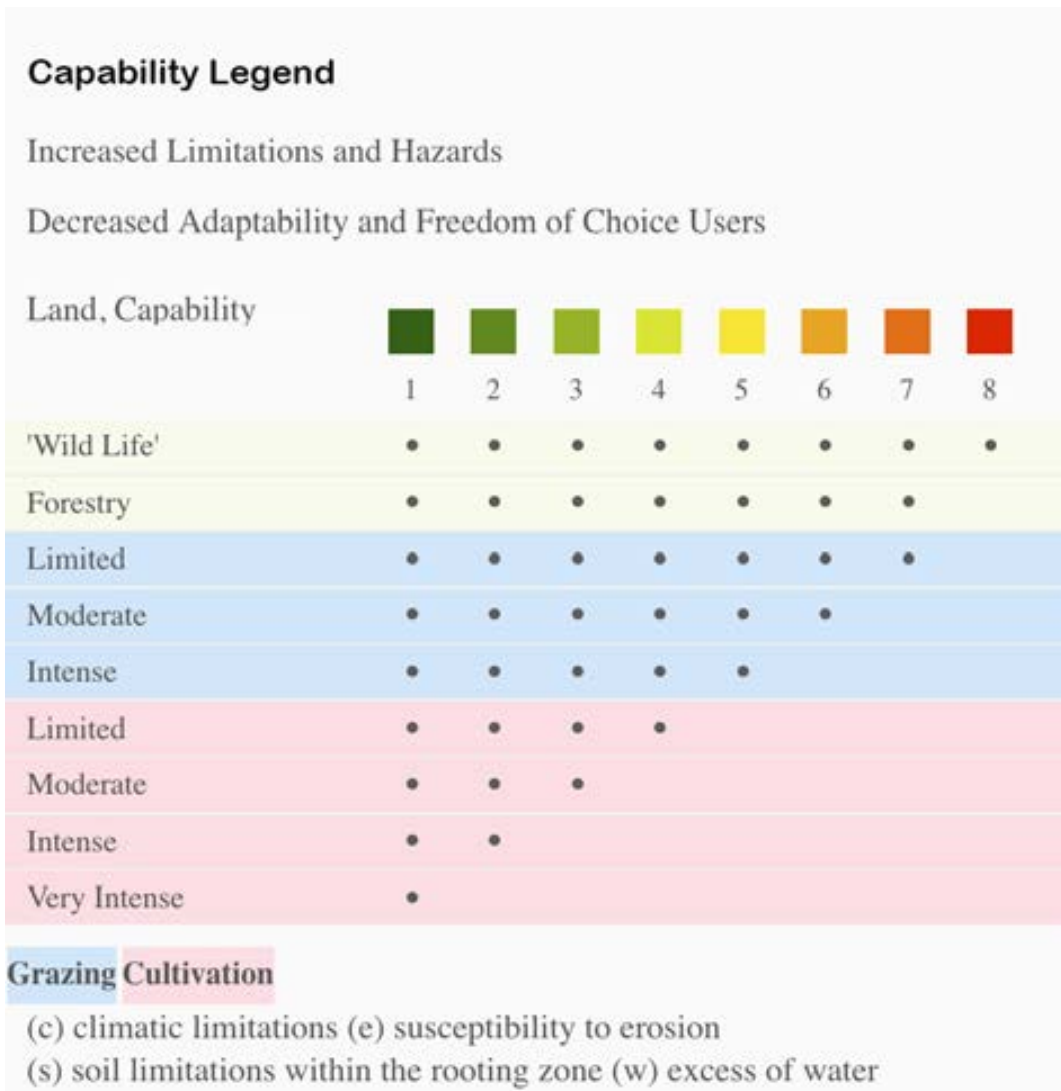 Capability Legend
Increased Limitations and Hazards
Decreased Adaptability and Freedom of Choice Users
Land, Capability
1 2 3 4 5 6 7 8
'Wild Life' • • • • • • • •
Forestry • • • • • • •
Limited • • • • • • •
Moderate • • • • • •
Intense • • • • •
Limited • • • •
Moderate • • •
Intense • •
Very Intense •
Grazing Cultivation
(c) climatic limitations (e) susceptibility to erosion
(s) soil limitations within the rooting zone (w) excess of water